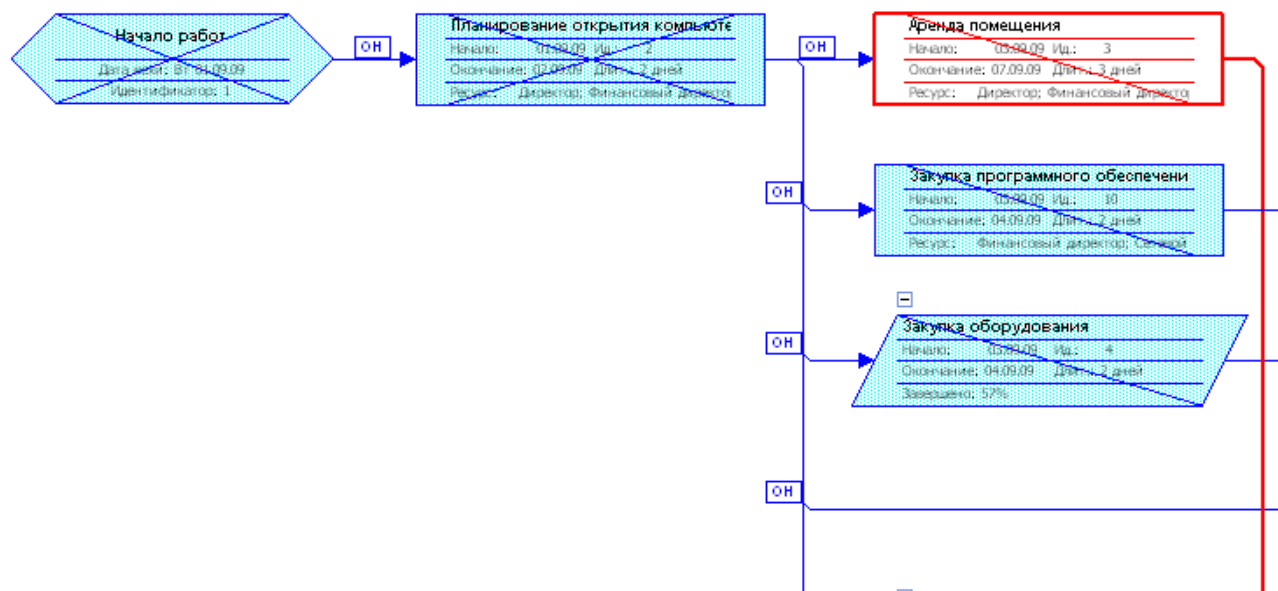 Начало работ
Дата вехи: Вт 01.09.09
Идентификатор: 1
ОН
Планирование открытия компьюте
Начало: 01.09.09 Ид.: 2
Окончание: 02.09.09 Длит.: 2 дней
Ресурс: Директор; Финансовый директо
ОН
Аренда помещения
Начало: 03.09.09 Ид.: 3
Окончание: 07.09.09 Длит.: 3 дней
Ресурс: Директор; Финансовый директо
ОН
Закупка программного обеспечени
Начало: 03.09.09 Ид.: 10
Окончание: 04.09.09 Длит.: 2 дней
Ресурс: Финансовый директор; Сетевой
ОН
Закупка оборудования
Начало: 03.09.09 Ид.: 4
Окончание: 04.09.09 Длит.: 2 дней
Завершено: 57%
ОН